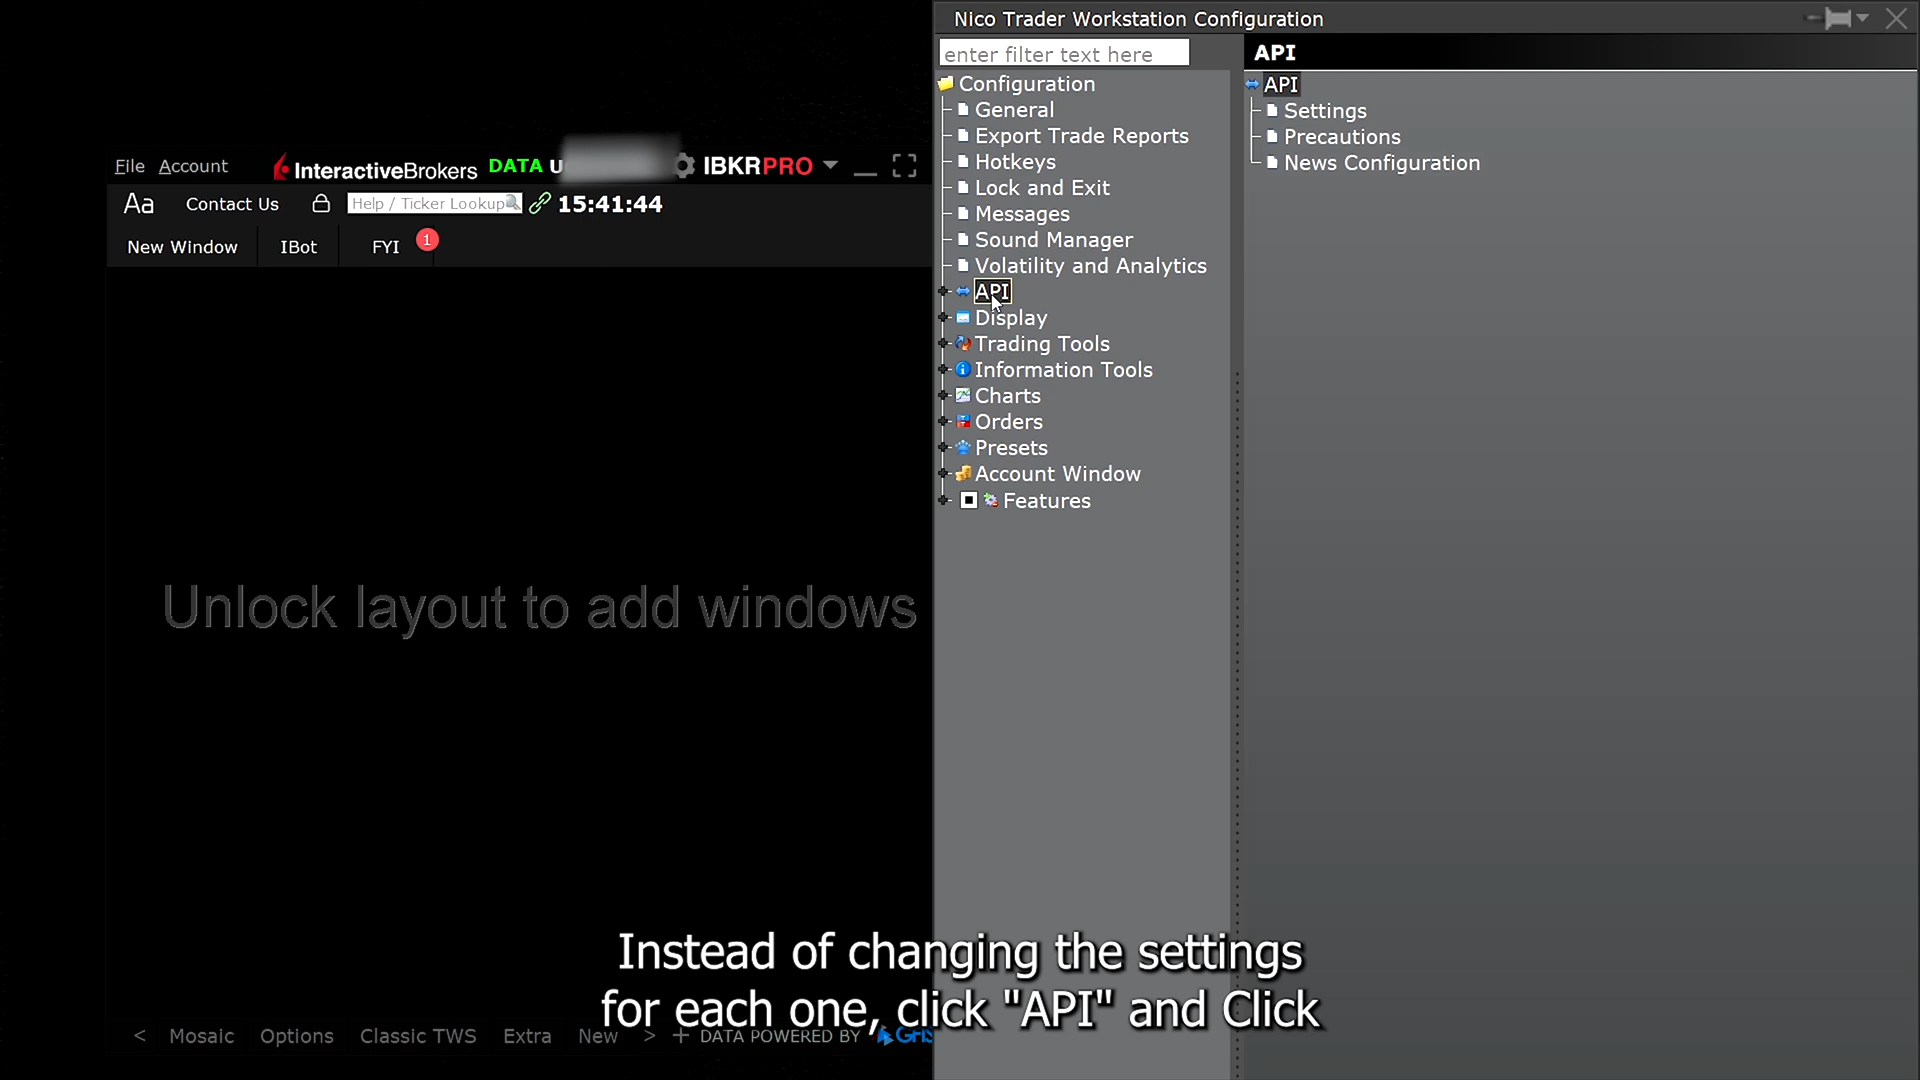 Nico Trader Workstation Configuration
enter filter text here
API
Configuration
General
Export Trade Reports
Hotkeys
Lock and Exit
Messages
Sound Manager
Volatility and Analytics
API
Display
Trading Tools
Information Tools
Charts
Orders
Presets
Account Window
Features
API
Settings
Precautions
News Configuration
File Account InteractiveBrokers DATA U IBKRPRO
Aa Contact Us Help / Ticker Lookup 15:41:44
New Window IBot FYI 1
Unlock layout to add windows
Instead of changing the settings
for each one, click "API" and Click
< Mosaic Options Classic TWS Extra New > + DATA POWERED BY